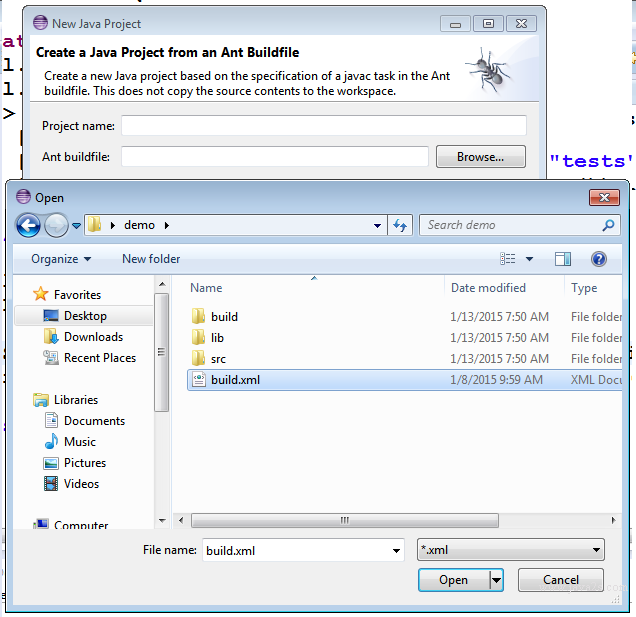 New Java Project
Create a Java Project from an Ant Buildfile
Create a new Java project based on the specification of a javac task in the Ant
buildfile. This does not copy the source contents to the workspace.
Project name:
Ant buildfile:
Browse...
"tests"
Open
demo
Search demo
Organize
New folder
Name
Date modified
Type
Favorites
Desktop
Downloads
Recent Places
Libraries
Documents
Music
Pictures
Videos
Computer
build 1/13/2015 7:50 AM File folder
lib 1/13/2015 7:50 AM File folder
src 1/13/2015 7:50 AM File folder
build.xml 1/8/2015 9:59 AM XML Docu
File name:
build.xml
*.xml
Open
Cancel